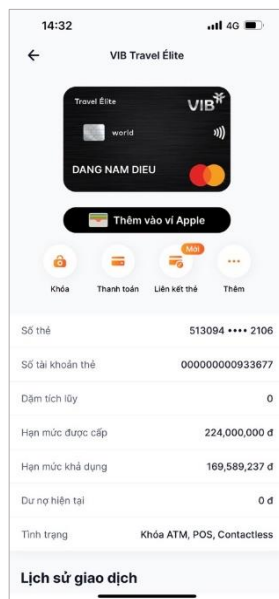 14:32
4G
VIB Travel Élite
Travel Élite
VIB
world
DANG NAM DIEU
Thêm vào ví Apple
Mới
Khóa Thanh toán Liên kết thẻ Thêm
Số thẻ 513094 •••• 2106
Số tài khoản thẻ 000000000933677
Dặm tích lũy 0
Hạn mức được cấp 224,000,000 đ
Hạn mức khả dụng 169,589,237 đ
Dư nợ hiện tại 0 đ
Tình trạng Khóa ATM, POS, Contactless
Lịch sử giao dịch